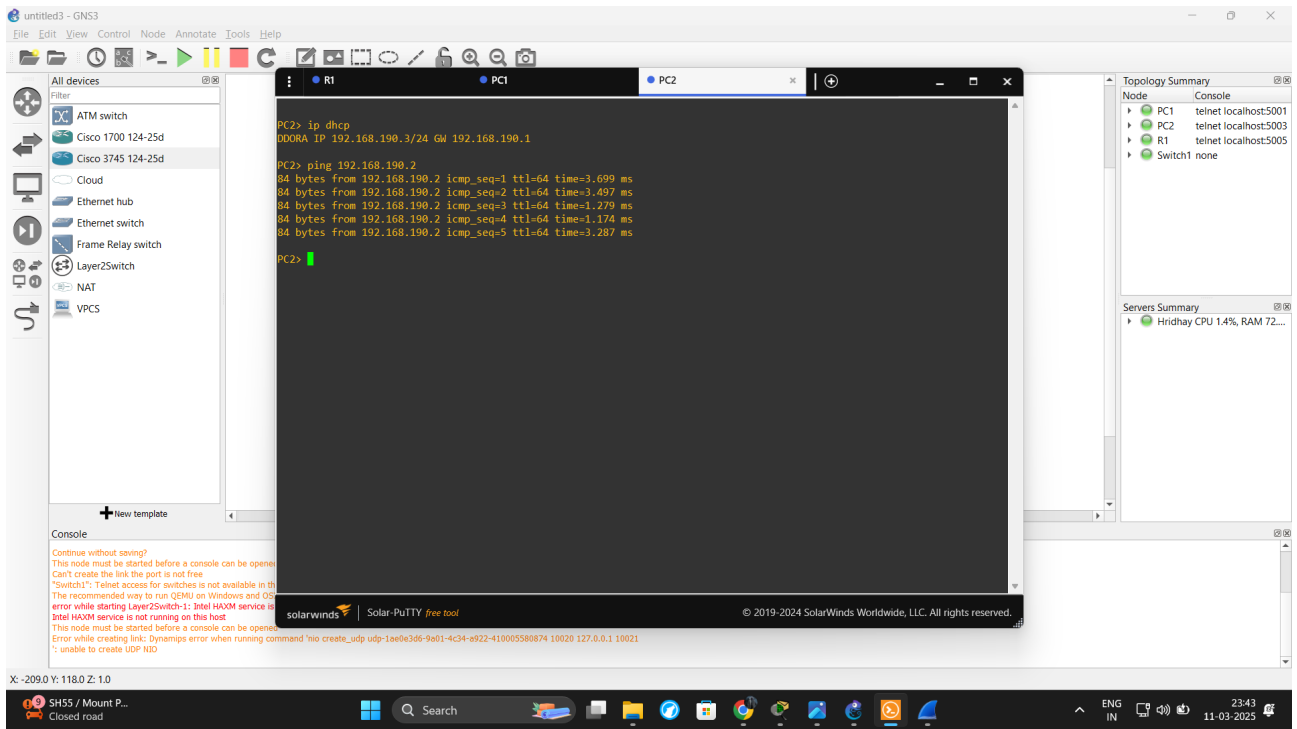 untitled3 - GNS3
File Edit View Control Node Annotate Tools Help
All devices
Filter
ATM switch
Cisco 1700 124-25d
Cisco 3745 124-25d
Cloud
Ethernet hub
Ethernet switch
Frame Relay switch
Layer2Switch
NAT
VPCS
New template
R1
PC1
PC2
PC2> ip dhcp
DDORA IP 192.168.190.3/24 GW 192.168.190.1
PC2> ping 192.168.190.2
84 bytes from 192.168.190.2 icmp_seq=1 ttl=64 time=3.699 ms
84 bytes from 192.168.190.2 icmp_seq=2 ttl=64 time=3.497 ms
84 bytes from 192.168.190.2 icmp_seq=3 ttl=64 time=1.279 ms
84 bytes from 192.168.190.2 icmp_seq=4 ttl=64 time=1.174 ms
84 bytes from 192.168.190.2 icmp_seq=5 ttl=64 time=3.287 ms
PC2>
solarwinds Solar-PuTTY free tool
© 2019-2024 SolarWinds Worldwide, LLC. All rights reserved.
Topology Summary
Node Console
PC1 telnet localhost:5001
PC2 telnet localhost:5003
R1 telnet localhost:5005
Switch1 none
Servers Summary
Hridhay CPU 1.4%, RAM 72....
Console
Continue without saving?
This node must be started before a console can be opened
Can't create the link the port is not free
"Switch1": Telnet access for switches is not available in th
The recommended way to run QEMU on Windows and OS
error while starting Layer2Switch-1: Intel HAXM service is
Intel HAXM service is not running on this host
This node must be started before a console can be opened
Error while creating link: Dynamips error when running command 'nio create_udp udp-1ae0e3d6-9a01-4c34-a922-410005580874 10020 127.0.0.1 10021
': unable to create UDP NIO
X: -209.0 Y: 118.0 Z: 1.0
9
SH55 / Mount P...
Closed road
Search
ENG
IN
23:43
11-03-2025